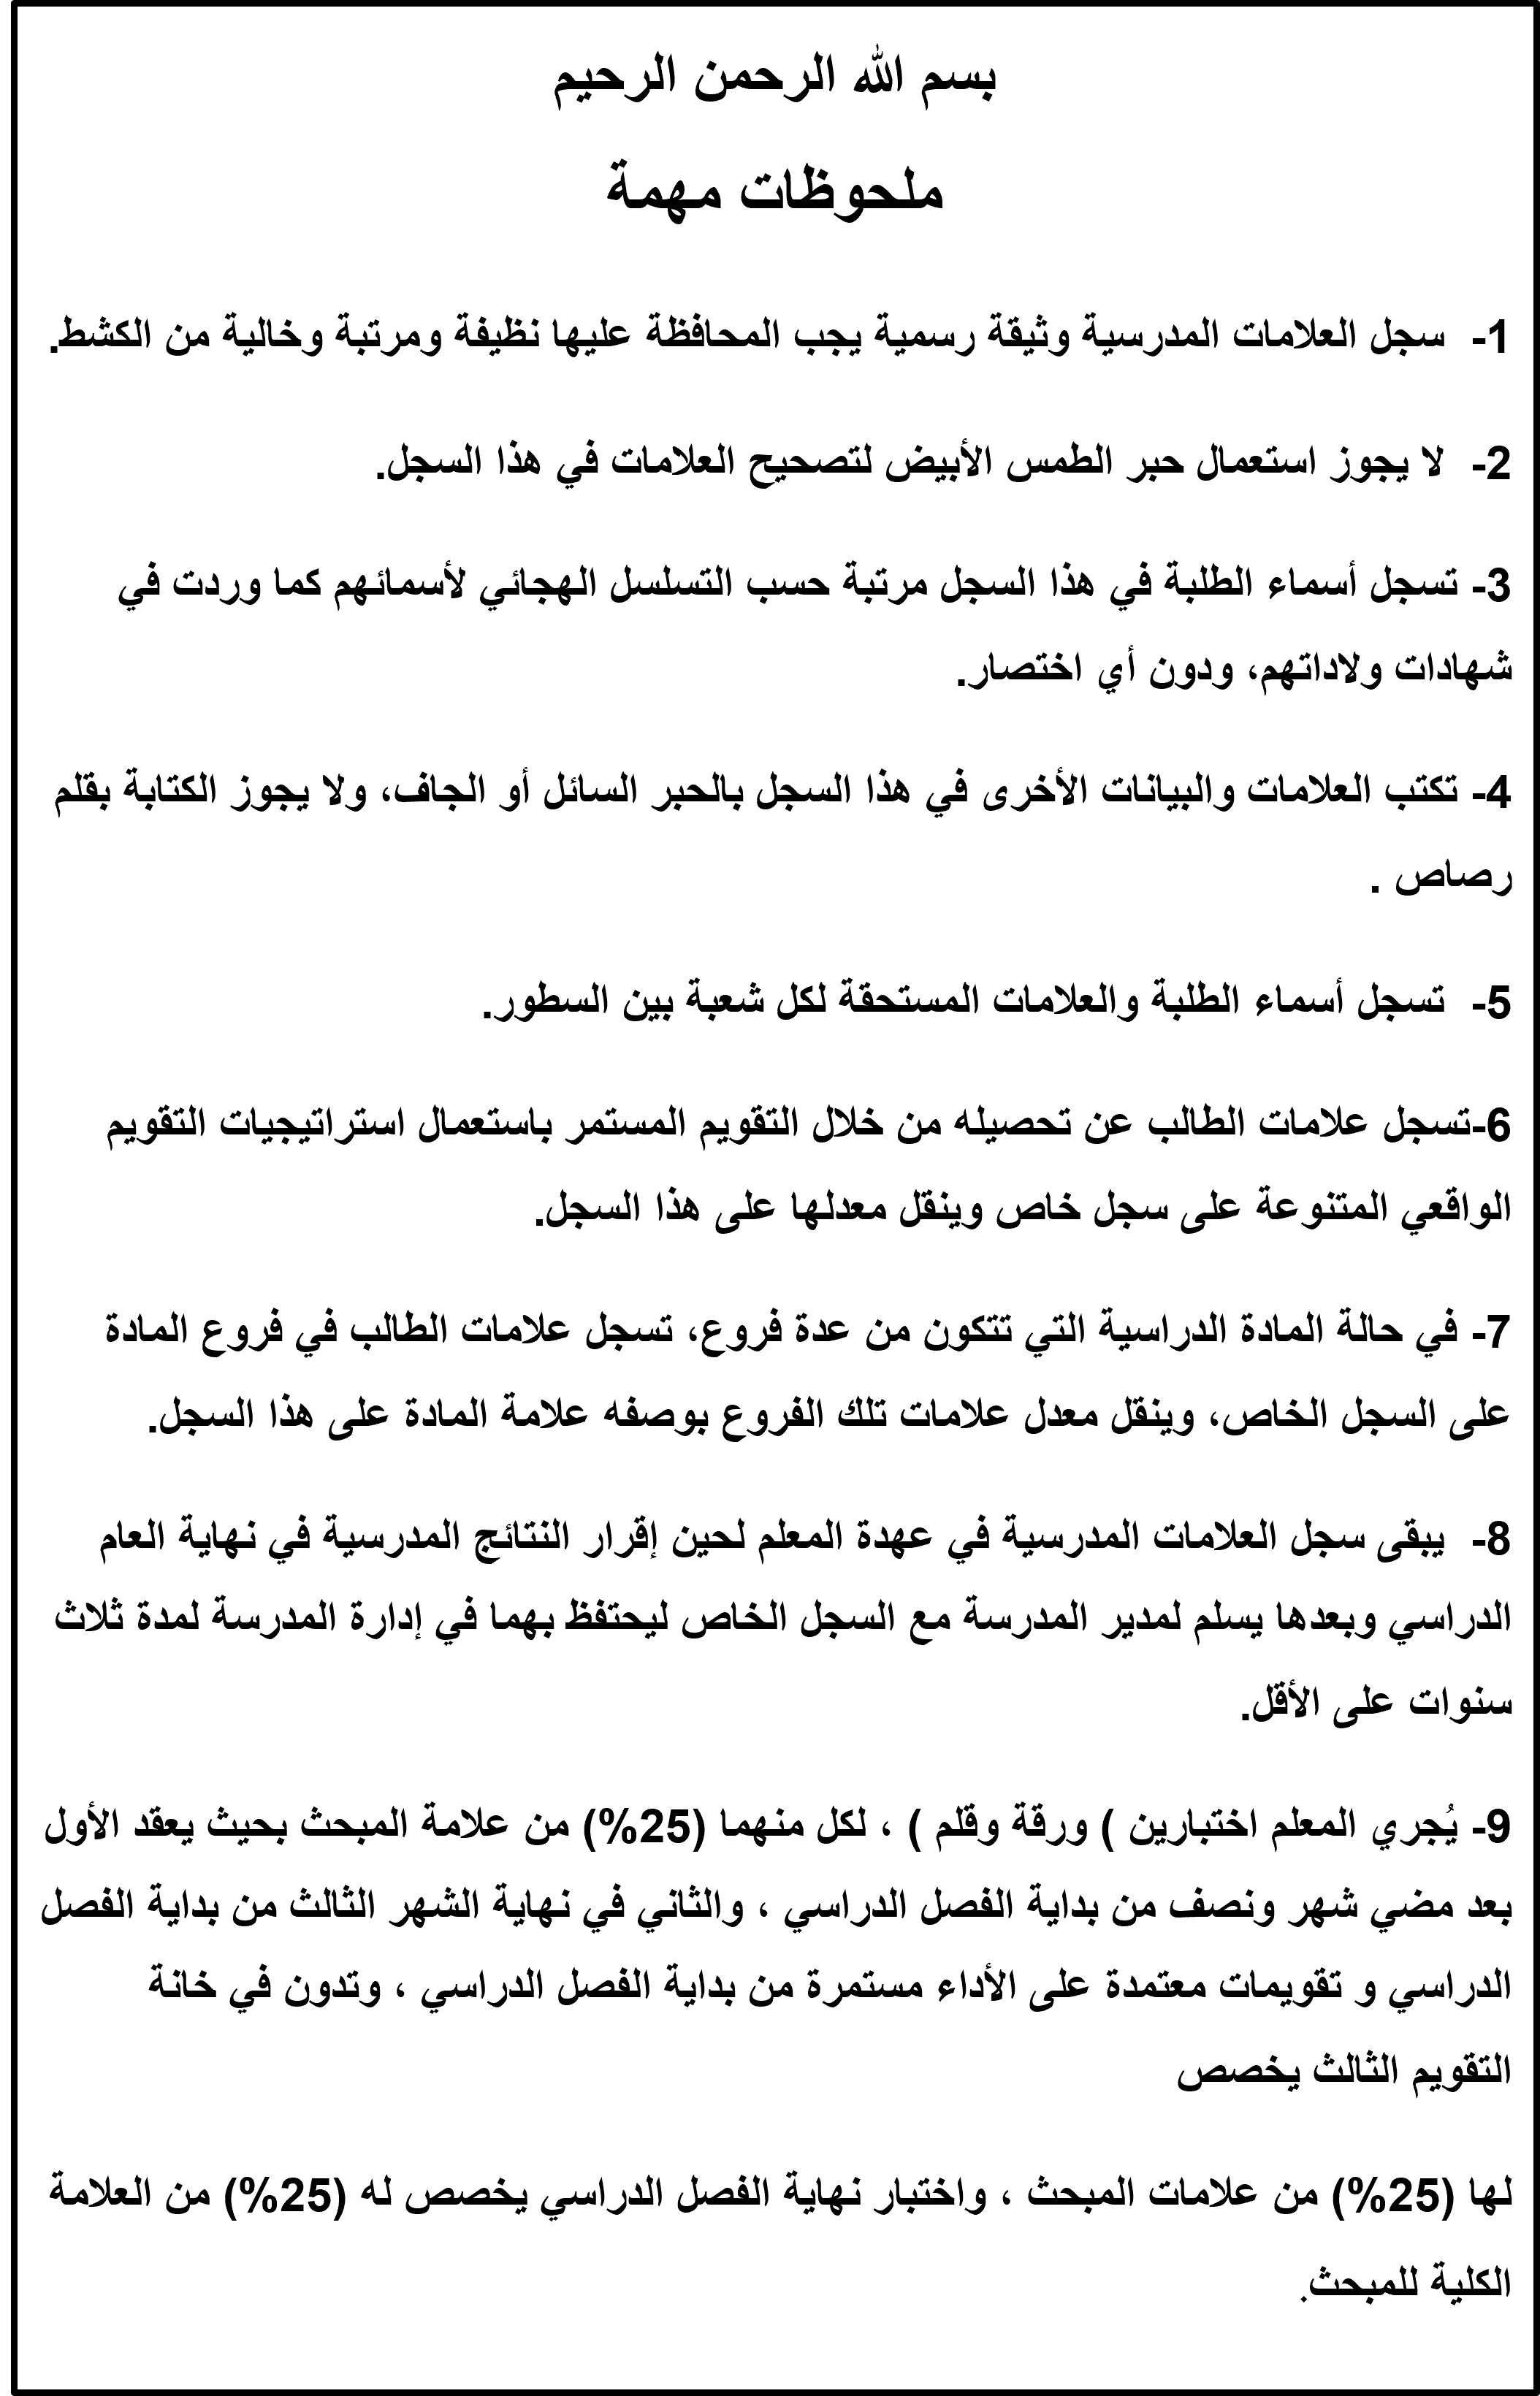 بسم الله الرحمن الرحيم
ملحوظات مهمة
1- سجل العلامات المدرسية وثيقة رسمية يجب المحافظة عليها نظيفة ومرتبة وخالية من الكشط.
2- لا يجوز استعمال حبر الطمس الأبيض لتصحيح العلامات في هذا السجل.
3- تسجل أسماء الطلبة في هذا السجل مرتبة حسب التسلسل الهجائي لأسمائهم كما وردت في
شهادات ولاداتهم، ودون أي اختصار.
4- تكتب العلامات والبيانات الأخرى في هذا السجل بالحبر السائل أو الجاف، ولا يجوز الكتابة بقلم
رصاص .
5- تسجل أسماء الطلبة والعلامات المستحقة لكل شعبة بين السطور.
6-تسجل علامات الطالب عن تحصيله من خلال التقويم المستمر باستعمال استراتيجيات التقويم
الواقعي المتنوعة على سجل خاص وينقل معدلها على هذا السجل.
7- في حالة المادة الدراسية التي تتكون من عدة فروع، تسجل علامات الطالب في فروع المادة
على السجل الخاص، وينقل معدل علامات تلك الفروع بوصفه علامة المادة على هذا السجل.
8- يبقى سجل العلامات المدرسية في عهدة المعلم لحين إقرار النتائج المدرسية في نهاية العام
الدراسي وبعدها يسلم لمدير المدرسة مع السجل الخاص ليحتفظ بهما في إدارة المدرسة لمدة ثلاث
سنوات على الأقل.
9- يُجري المعلم اختبارين ( ورقة وقلم ) ، لكل منهما (25%) من علامة المبحث بحيث يعقد الأول
بعد مضي شهر ونصف من بداية الفصل الدراسي ، والثاني في نهاية الشهر الثالث من بداية الفصل
الدراسي و تقويمات معتمدة على الأداء مستمرة من بداية الفصل الدراسي ، وتدون في خانة
التقويم الثالث يخصص
لها (25%) من علامات المبحث ، واختبار نهاية الفصل الدراسي يخصص له (25%) من العلامة
الكلية للمبحث.